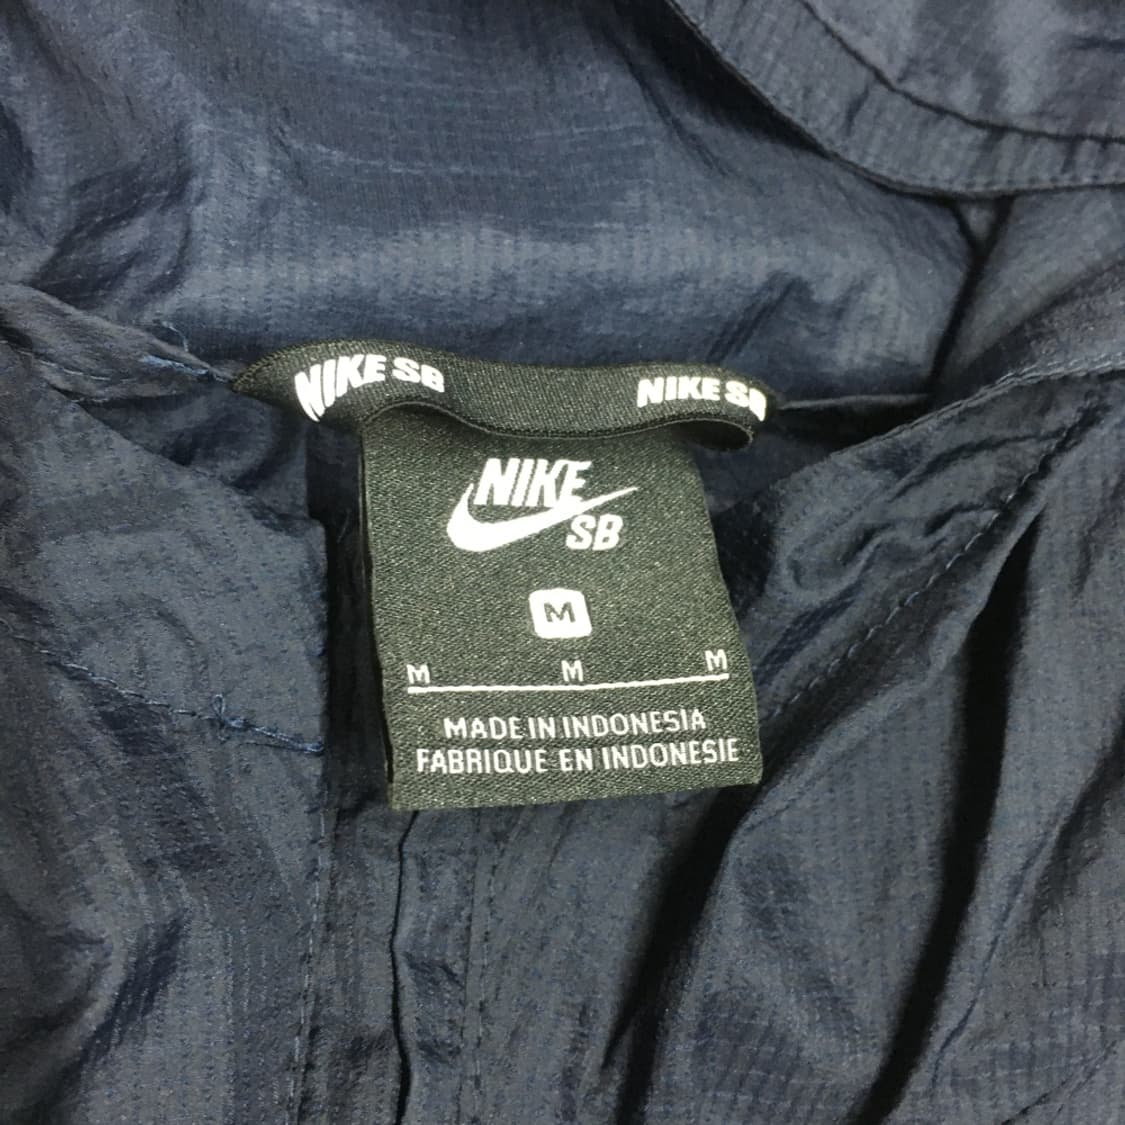 NIKE SB NIKE SB
NIKE
SB
M
M M M
MADE IN INDONESIA
FABRIQUE EN INDONESIE